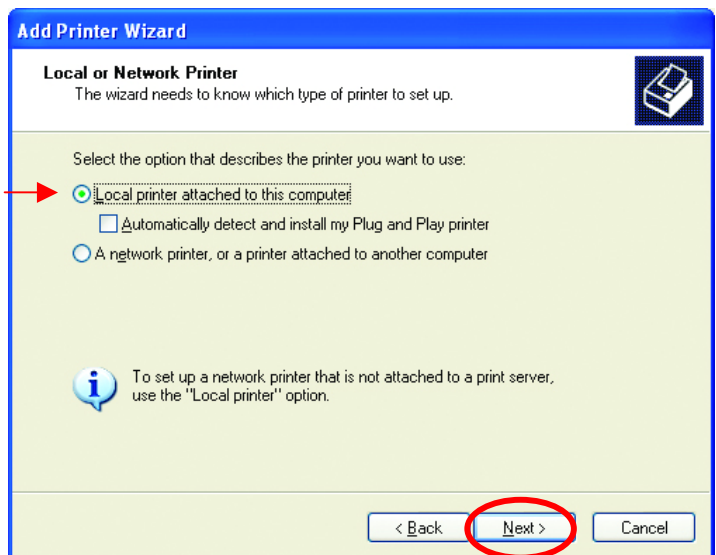 Add Printer Wizard
Local or Network Printer
The wizard needs to know which type of printer to set up.
Select the option that describes the printer you want to use:
Local printer attached to this computer
Automatically detect and install my Plug and Play printer
A network printer, or a printer attached to another computer
To set up a network printer that is not attached to a print server,
use the "Local printer" option.
< Back Next > Cancel